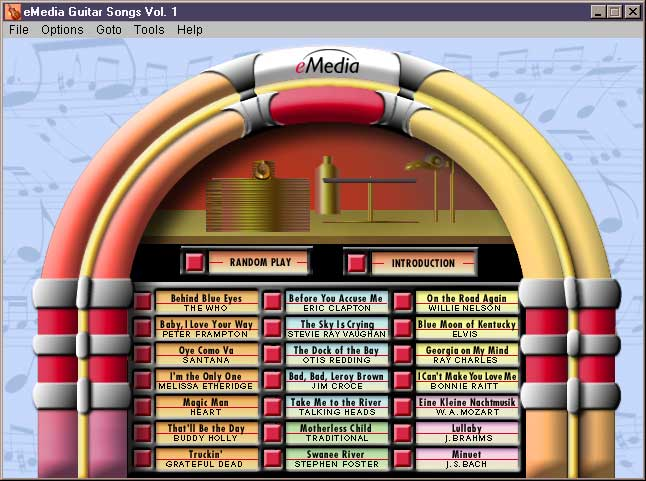 eMedia Guitar Songs Vol. 1
File Options Goto Tools Help
eMedia
RANDOM PLAY
INTRODUCTION
Behind Blue Eyes
THE WHO
Before You Accuse Me
ERIC CLAPTON
On the Road Again
WILLIE NELSON
Baby, I Love Your Way
PETER FRAMPTON
The Sky Is Crying
STEVIE RAY VAUGHAN
Blue Moon of Kentucky
ELVIS
Oye Como Va
SANTANA
The Dock of the Bay
OTIS REDDING
Georgia on My Mind
RAY CHARLES
I'm the Only One
MELISSA ETHERIDGE
Bad, Bad, Leroy Brown
JIM CROCE
I Can't Make You Love Me
BONNIE RAITT
Magic Man
HEART
Take Me to the River
TALKING HEADS
Eine Kleine Nachtmusik
W. A. MOZART
That'll Be the Day
BUDDY HOLLY
Motherless Child
TRADITIONAL
Lullaby
J. BRAHMS
Truckin'
GRATEFUL DEAD
Swanee River
STEPHEN FOSTER
Minuet
J. S. BACH